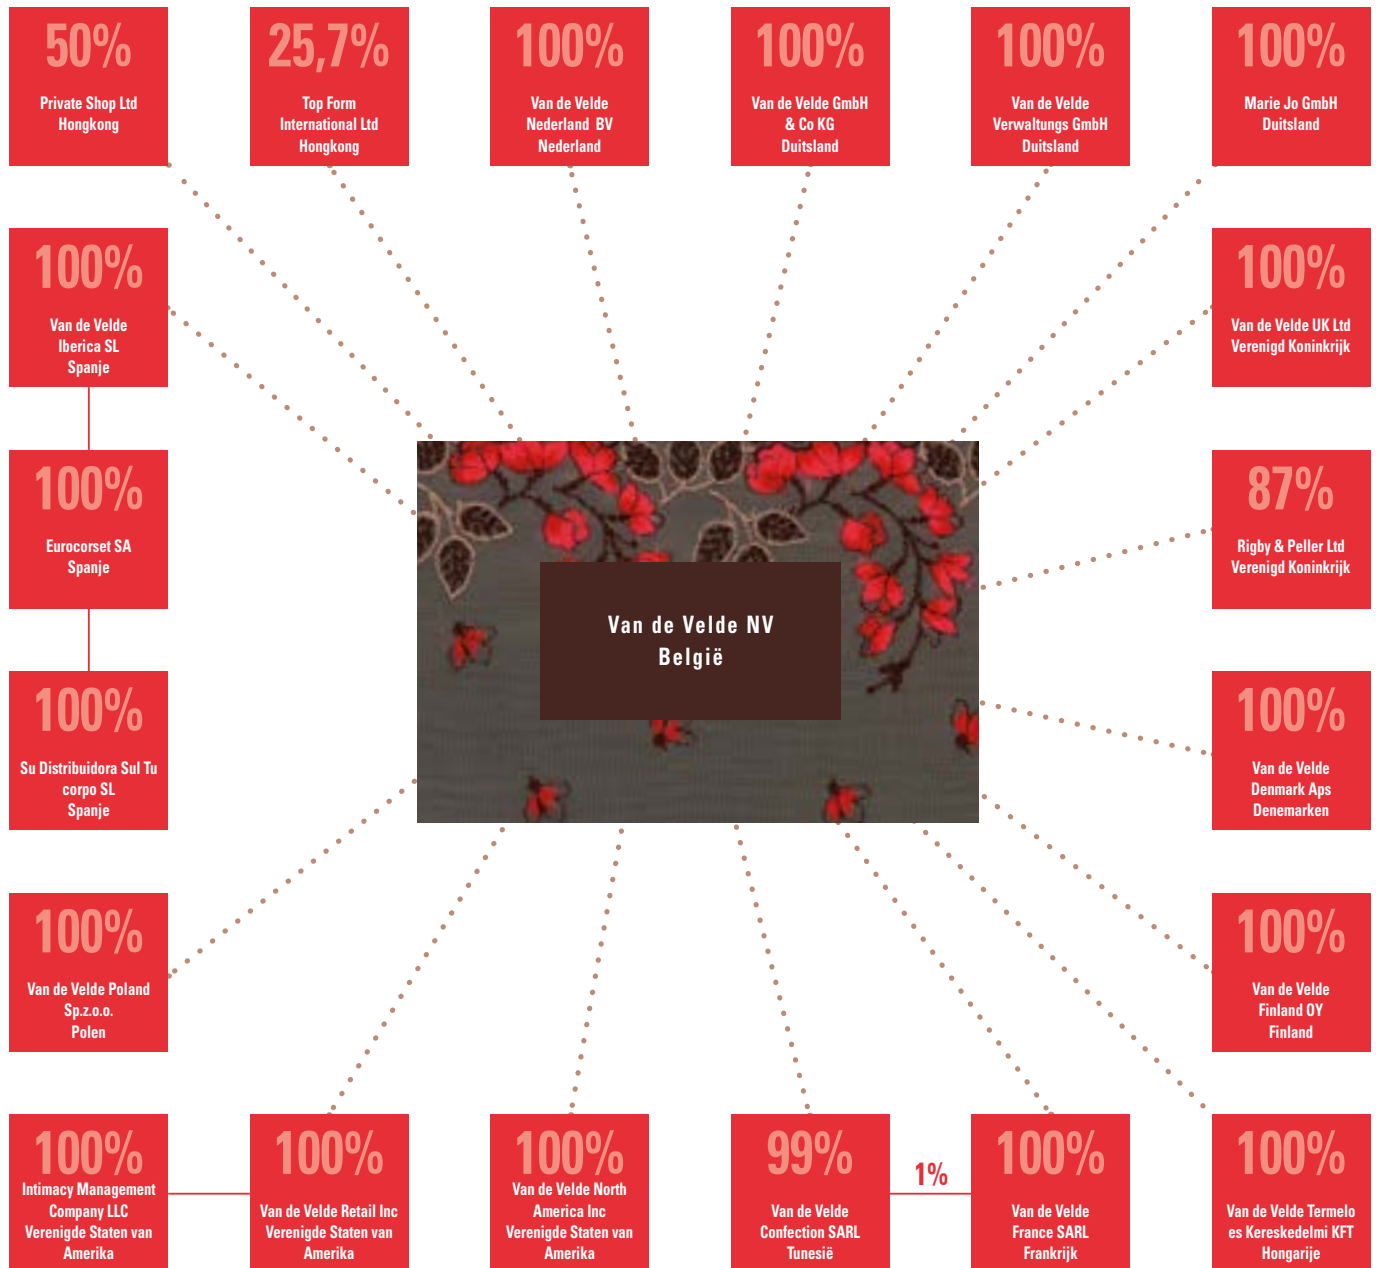 50%
Private Shop Ltd
Hongkong
25,7%
Top Form
International Ltd
Hongkong
100%
Van de Velde
Nederland BV
Nederland
100%
Van de Velde GmbH
& Co KG
Duitsland
100%
Van de Velde
Verwaltungs GmbH
Duitsland
100%
Marie Jo GmbH
Duitsland
100%
Van de Velde
Iberica SL
Spanje
100%
Van de Velde UK Ltd
Verenigd Koninkrijk
100%
Eurocorset SA
Spanje
87%
Rigby & Peller Ltd
Verenigd Koninkrijk
Van de Velde NV
België
100%
Su Distribuidora Sul Tu
corpo SL
Spanje
100%
Van de Velde
Denmark Aps
Denemarken
100%
Van de Velde Poland
Sp.z.o.o.
Polen
100%
Van de Velde
Finland OY
Finland
100%
Intimacy Management
Company LLC
Verenigde Staten van
Amerika
100%
Van de Velde Retail Inc
Verenigde Staten van
Amerika
100%
Van de Velde North
America Inc
Verenigde Staten van
Amerika
99%
Van de Velde
Confection SARL
Tunesië
1%
100%
Van de Velde
France SARL
Frankrijk
100%
Van de Velde Termelo
es Kereskedelmi KFT
Hongarije